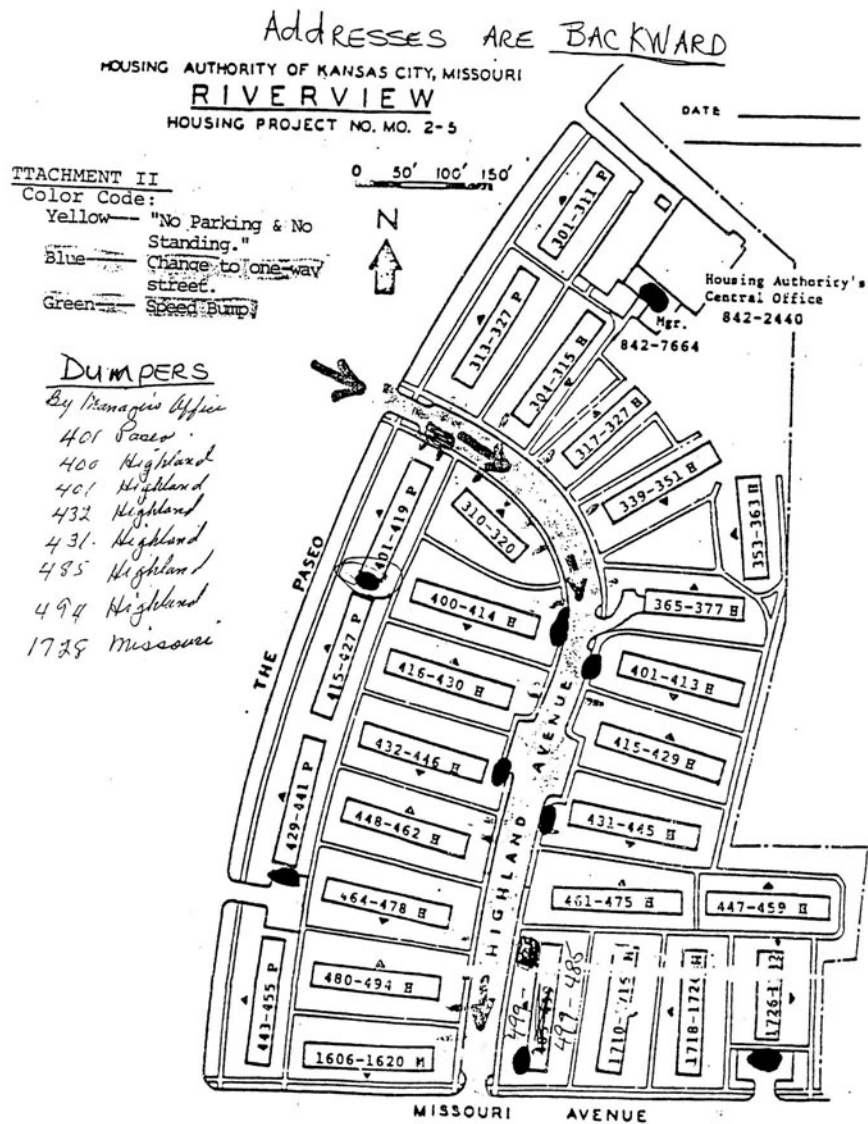 AddRESSES ARE BACKWARD
HOUSING AUTHORITY OF KANSAS CITY, MISSOURI
RIVERVIEW
HOUSING PROJECT NO. MO. 2-5
DATE
TTACHMENT II
Color Code:
Yellow— "No Parking & No
Standing."
Blue— Change to one-way
street.
Green— Speed Bump.
0 50' 100' 150'
N
DUMPERS
By Manager's Office
401 Paseo
400 Highland
401 Highland
432 Highland
431. Highland
485 Highland
494 Highland
1728 Missouri
Housing Authority's
Central Office
842-2440
Mgr.
842-7664
301-311 P
313-327 P
304-315 H
317-327 H
339-351 H
353-363 H
310-320
365-377 H
401-419 P
400-414 H
401-413 H
415-427 P
416-430 H
415-429 H
432-446 H
431-445 H
429-441 P
448-462 H
464-478 H
461-475 H
447-459 H
480-494 H
443-455 P
1606-1620 M
499-485
1718-1724 M
THE PASEO
HIGHLAND AVENUE
MISSOURI AVENUE